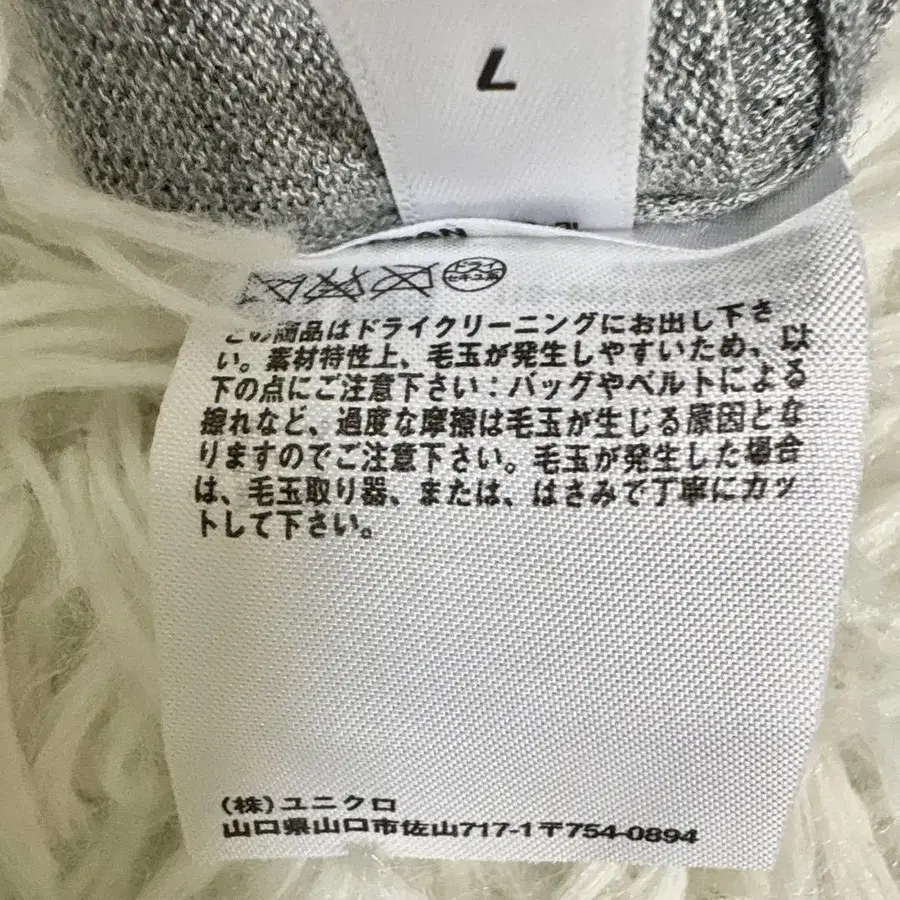 L
ドライ
セキユ系
この商品はドライクリーニングにお出し下さ
い。素材特性上、毛玉が発生しやすいため、以
下の点にご注意下さい：バッグやベルトによる
擦れなど、過度な摩擦は毛玉が生じる原因とな
りますのでご注意下さい。毛玉が発生した場合
は、毛玉取り器、または、はさみで丁寧にカッ
トして下さい。
(株)ユニクロ
山口県山口市佐山717-1〒754-0894